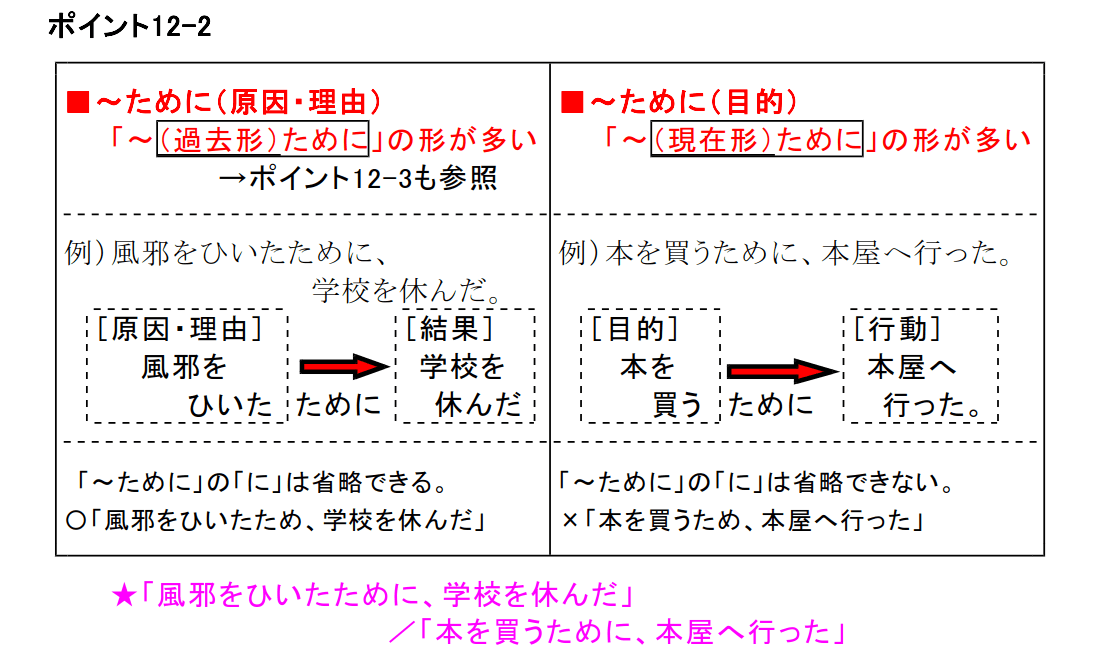 ポイント12-2
■~ために(原因・理由)
「~(過去形)ために」の形が多い
→ポイント12-3も参照
例)風邪をひいたために、
学校を休んだ。
[原因・理由]
風邪を
ひいた
ために
[結果]
学校を
休んだ
「~ために」の「に」は省略できる。
○「風邪をひいたため、学校を休んだ」
■~ために(目的)
「~(現在形)ために」の形が多い
例)本を買うために、本屋へ行った。
[目的]
本を
買う
ために
[行動]
本屋へ
行った。
「~ために」の「に」は省略できない。
×「本を買うため、本屋へ行った」
★「風邪をひいたために、学校を休んだ」
/「本を買うために、本屋へ行った」